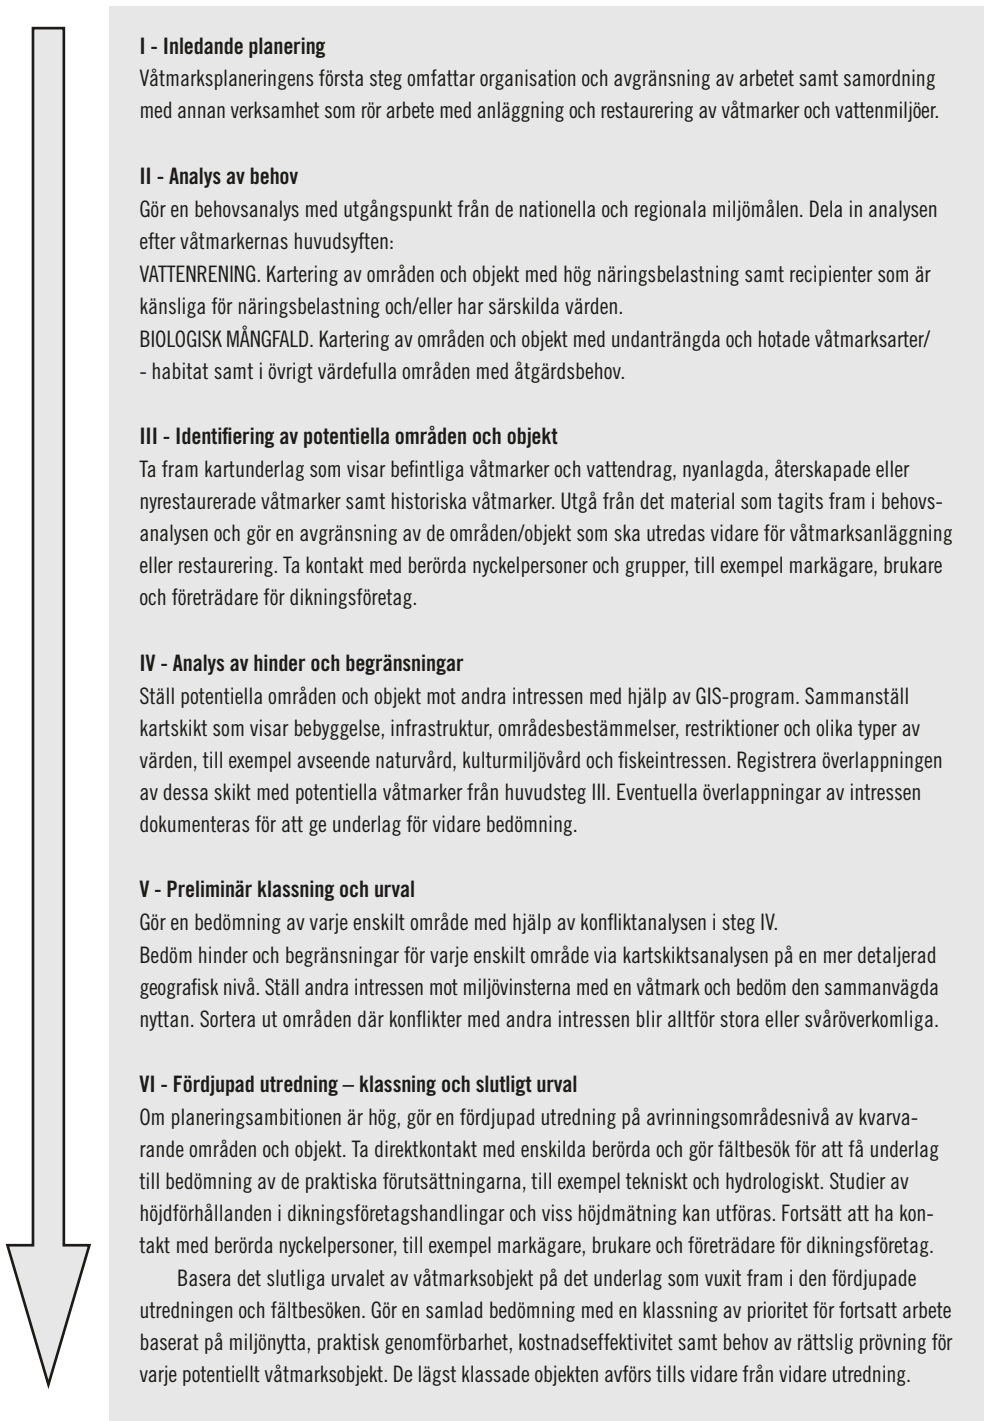 I - Inledande planering
Våtmarksplaneringens första steg omfattar organisation och avgränsning av arbetet samt samordning
med annan verksamhet som rör arbete med anläggning och restaurering av våtmarker och vattenmiljöer.
II - Analys av behov
Gör en behovsanalys med utgångspunkt från de nationella och regionala miljömålen. Dela in analysen
efter våtmarkernas huvudsyften:
VATTENRENING. Kartering av områden och objekt med hög näringsbelastning samt recipienter som är
känsliga för näringsbelastning och/eller har särskilda värden.
BIOLOGISK MÅNGFALD. Kartering av områden och objekt med undanträngda och hotade våtmarksarter/
- habitat samt i övrigt värdefulla områden med åtgärdsbehov.
III - Identifiering av potentiella områden och objekt
Ta fram kartunderlag som visar befintliga våtmarker och vattendrag, nyanlagda, återskapade eller
nyrestaurerade våtmarker samt historiska våtmarker. Utgå från det material som tagits fram i behovs-
analysen och gör en avgränsning av de områden/objekt som ska utredas vidare för våtmarksanläggning
eller restaurering. Ta kontakt med berörda nyckelpersoner och grupper, till exempel markägare, brukare
och företrädare för dikningsföretag.
IV - Analys av hinder och begränsningar
Ställ potentiella områden och objekt mot andra intressen med hjälp av GIS-program. Sammanställ
kartskikt som visar bebyggelse, infrastruktur, områdesbestämmelser, restriktioner och olika typer av
värden, till exempel avseende naturvård, kulturmiljövård och fiskeintressen. Registrera överlappningen
av dessa skikt med potentiella våtmarker från huvudsteg III. Eventuella överlappningar av intressen
dokumenteras för att ge underlag för vidare bedömning.
V - Preliminär klassning och urval
Gör en bedömning av varje enskilt område med hjälp av konfliktanalysen i steg IV.
Bedöm hinder och begränsningar för varje enskilt område via kartskiktsanalysen på en mer detaljerad
geografisk nivå. Ställ andra intressen mot miljövinsterna med en våtmark och bedöm den sammanvägda
nyttan. Sortera ut områden där konflikter med andra intressen blir alltför stora eller svåröverkomliga.
VI - Fördjupad utredning – klassning och slutligt urval
Om planeringsambitionen är hög, gör en fördjupad utredning på avrinningsområdesnivå av kvarva-
rande områden och objekt. Ta direktkontakt med enskilda berörda och gör fältbesök för att få underlag
till bedömning av de praktiska förutsättningarna, till exempel tekniskt och hydrologiskt. Studier av
höjdförhållanden i dikningsföretagshandlingar och viss höjdmätning kan utföras. Fortsätt att ha kon-
takt med berörda nyckelpersoner, till exempel markägare, brukare och företrädare för dikningsföretag.
Basera det slutliga urvalet av våtmarksobjekt på det underlag som vuxit fram i den fördjupade
utredningen och fältbesöken. Gör en samlad bedömning med en klassning av prioritet för fortsatt arbete
baserat på miljönytta, praktisk genomförbarhet, kostnadseffektivitet samt behov av rättslig prövning för
varje potentiellt våtmarksobjekt. De lägst klassade objekten avförs tills vidare från vidare utredning.